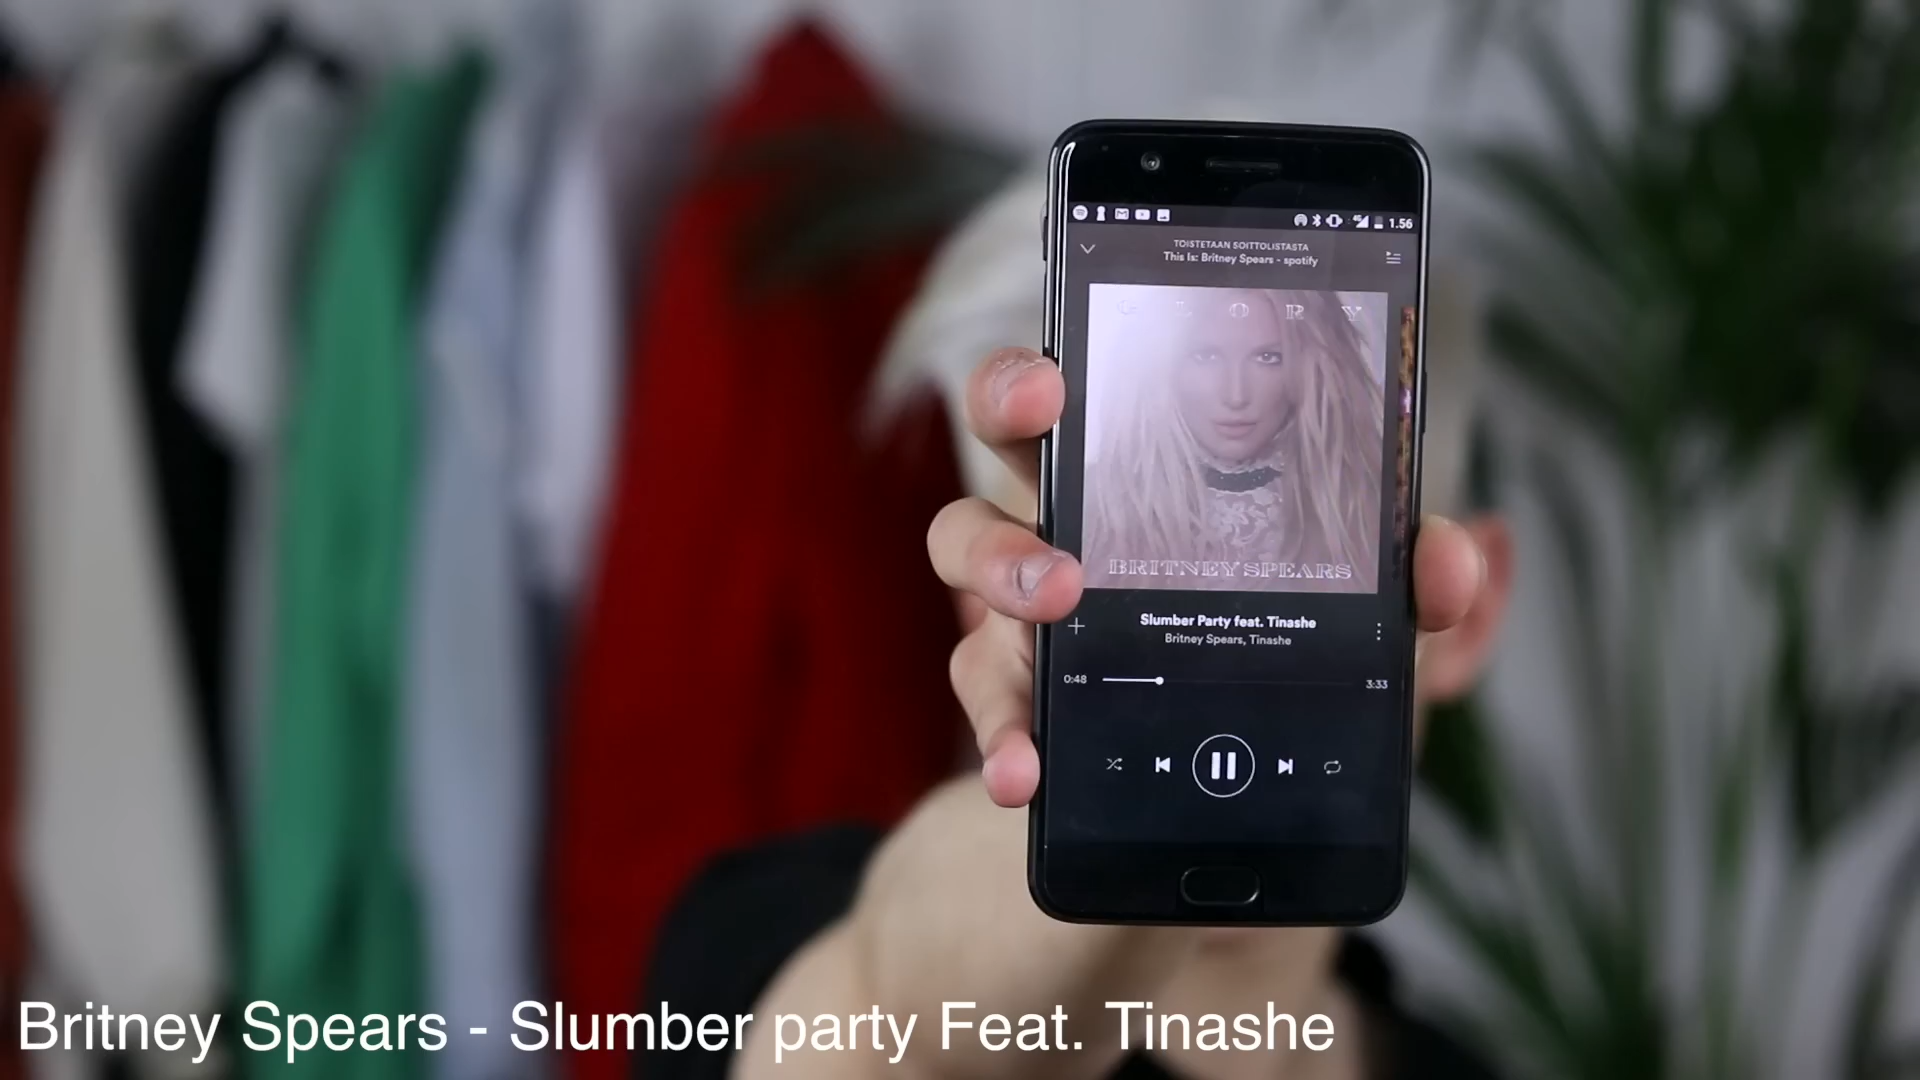 1.56
TOISTETAAN SOITTOLISTASTA
This Is: Britney Spears - spotify
G L O R Y
BRITNEY SPEARS
Slumber Party feat. Tinashe
Britney Spears, Tinashe
0:48
3:33
Britney Spears - Slumber party Feat. Tinashe